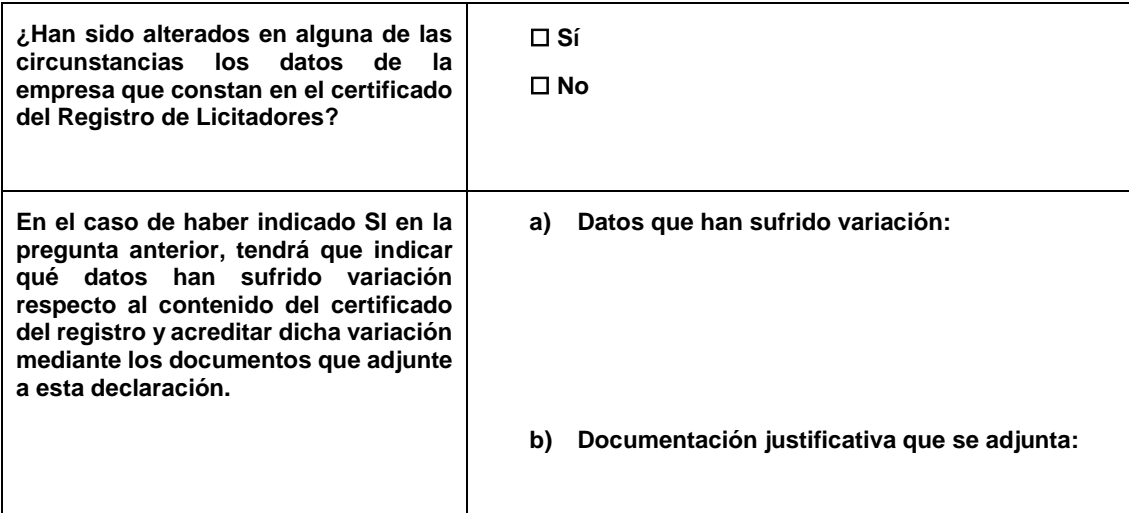 ¿Han sido alterados en alguna de las
circunstancias los datos de la
empresa que constan en el certificado
del Registro de Licitadores?
☐ Sí
☐ No
En el caso de haber indicado SI en la
pregunta anterior, tendrá que indicar
qué datos han sufrido variación
respecto al contenido del certificado
del registro y acreditar dicha variación
mediante los documentos que adjunte
a esta declaración.
a) Datos que han sufrido variación:
b) Documentación justificativa que se adjunta: